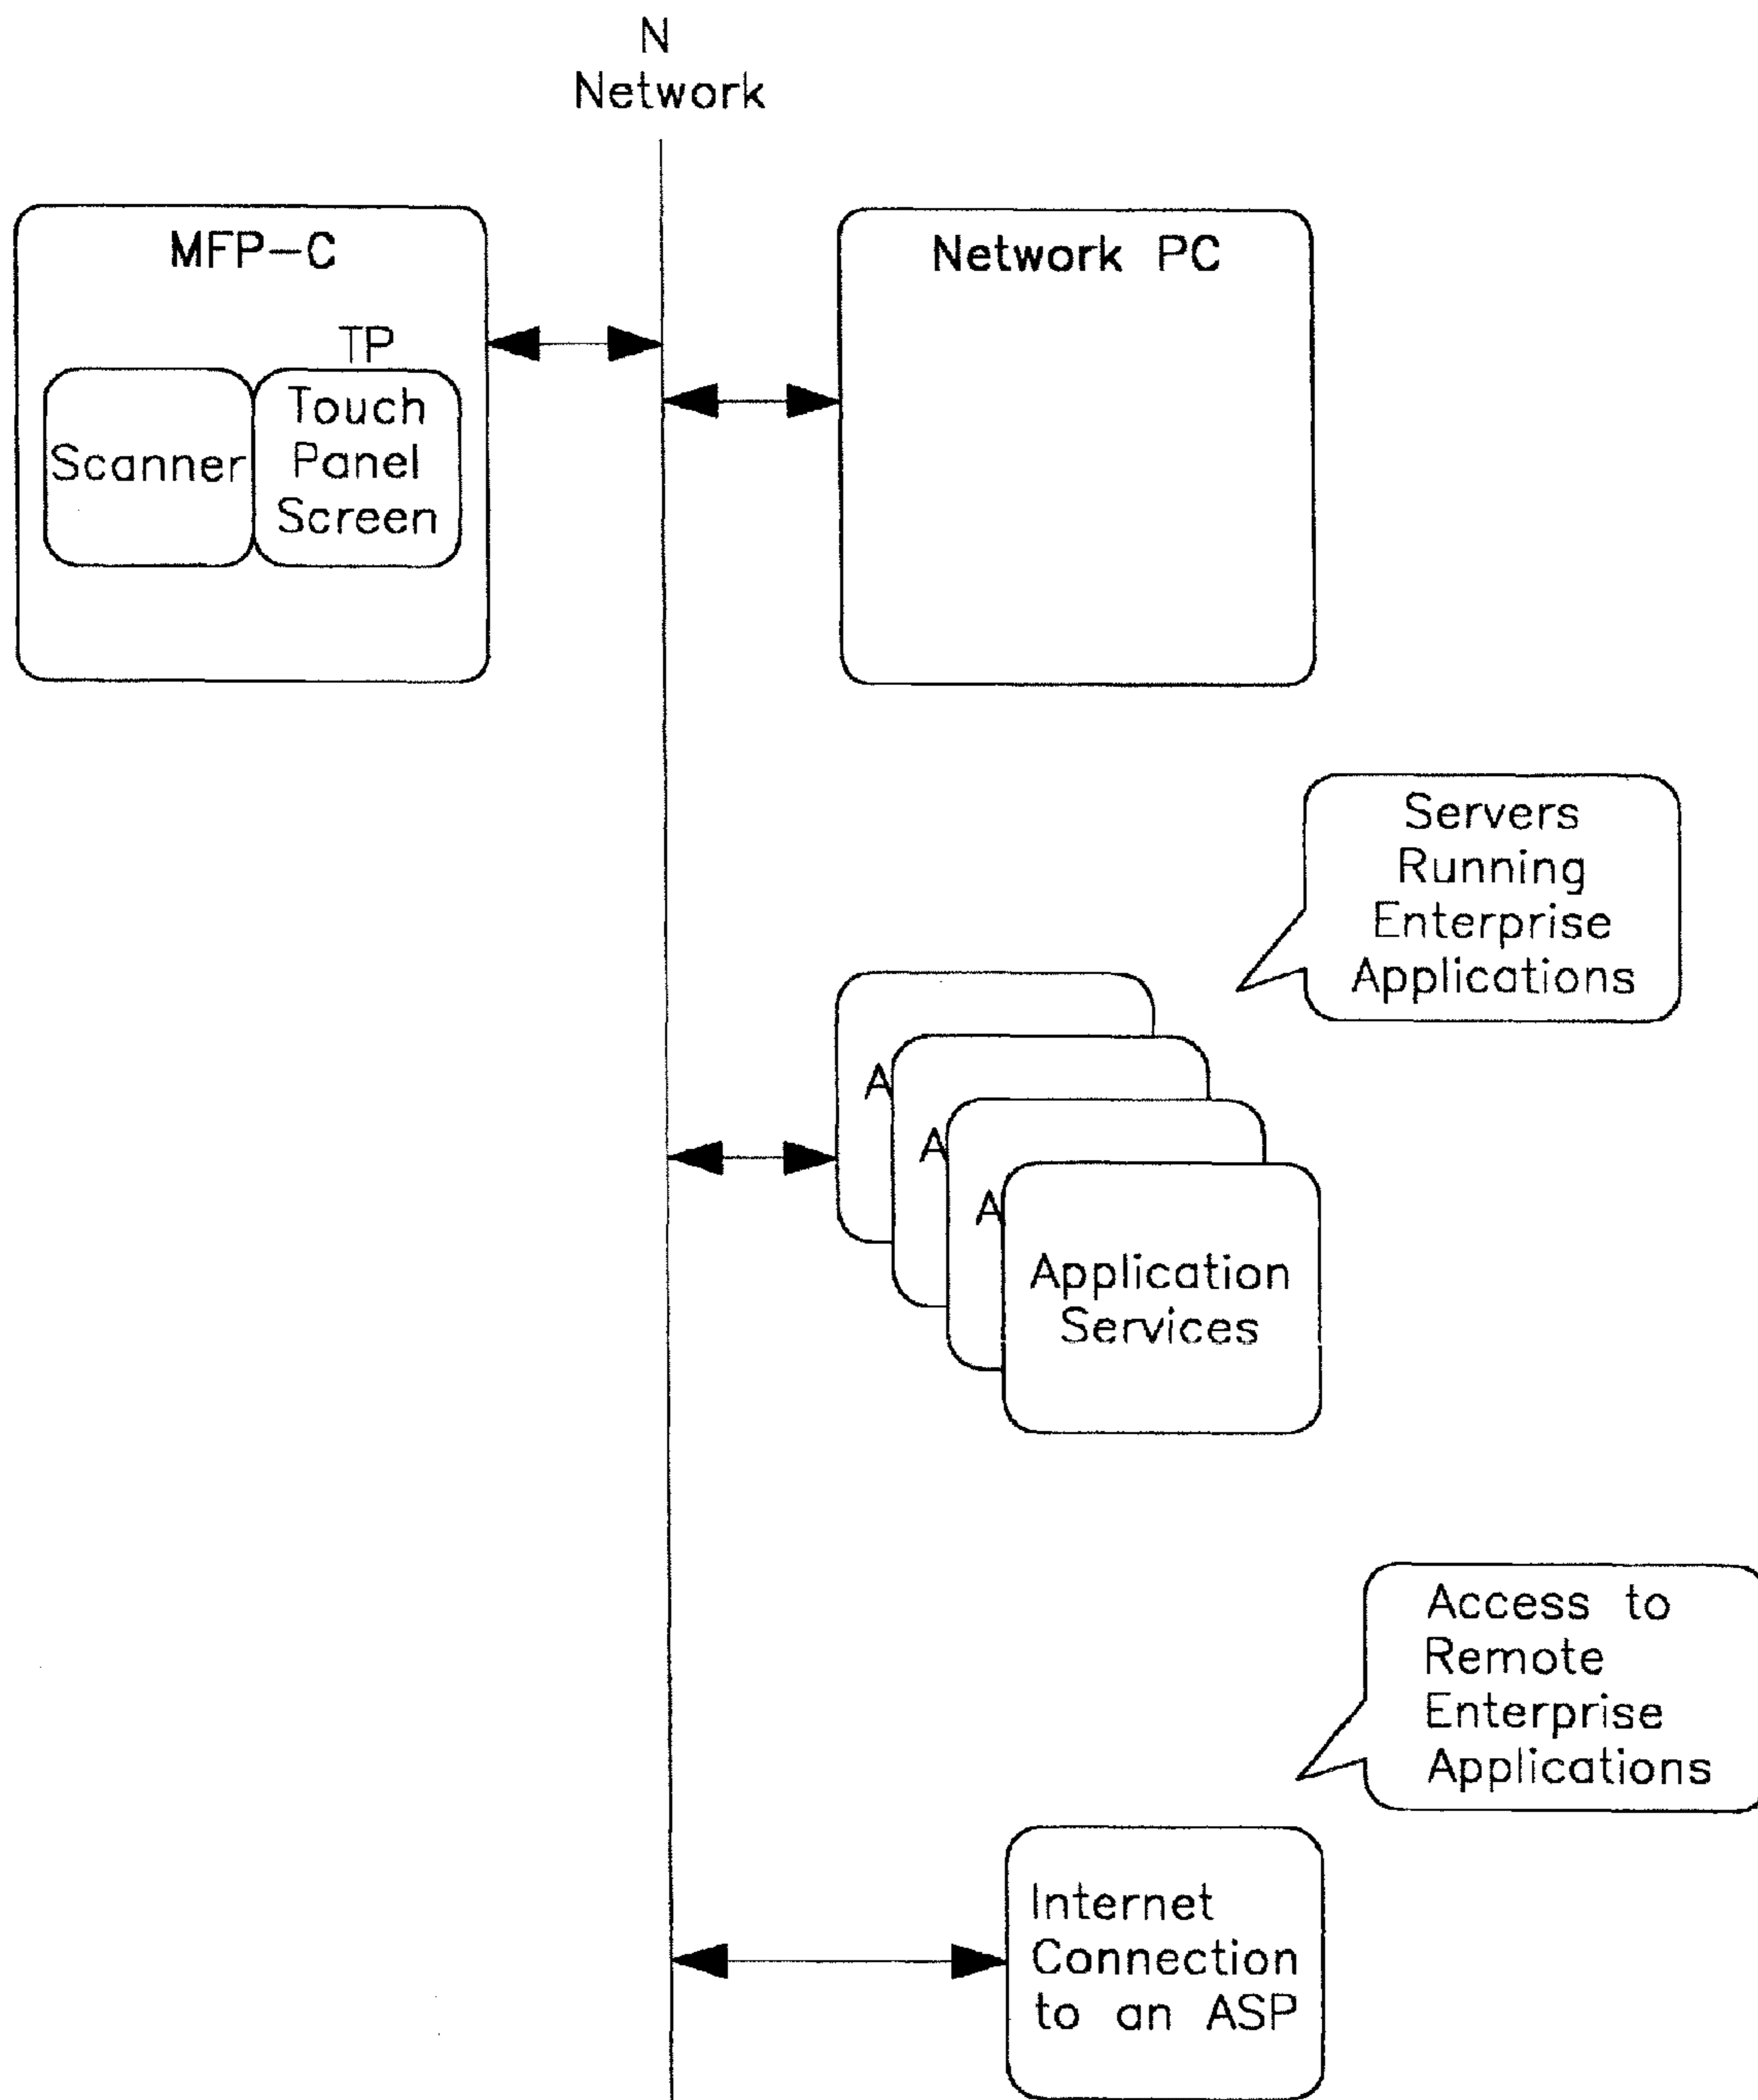 N
Network
MFP-C
TP
Scanner
Touch
Panel
Screen
Network PC
Servers
Running
Enterprise
Applications
A
A
A
Application
Services
Access to
Remote
Enterprise
Applications
Internet
Connection
to an ASP